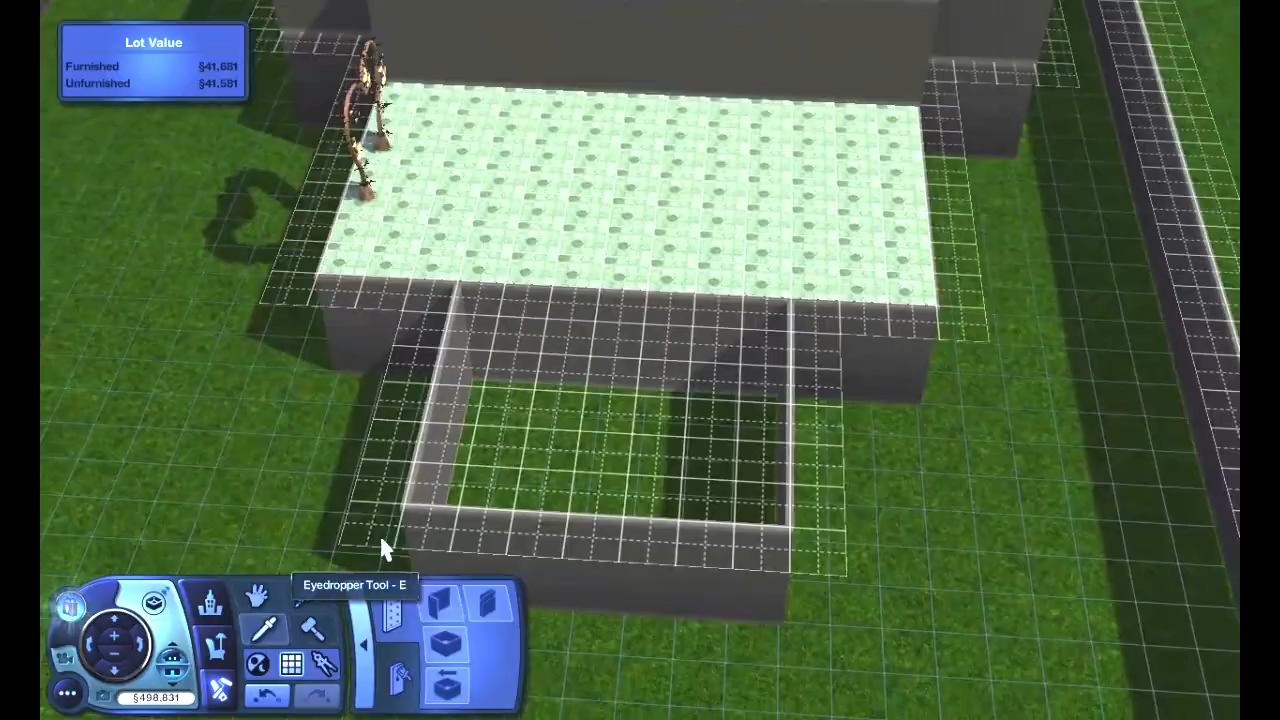 Lot Value
Furnished §41,681
Unfurnished §41,581
Eyedropper Tool - E
§498,831